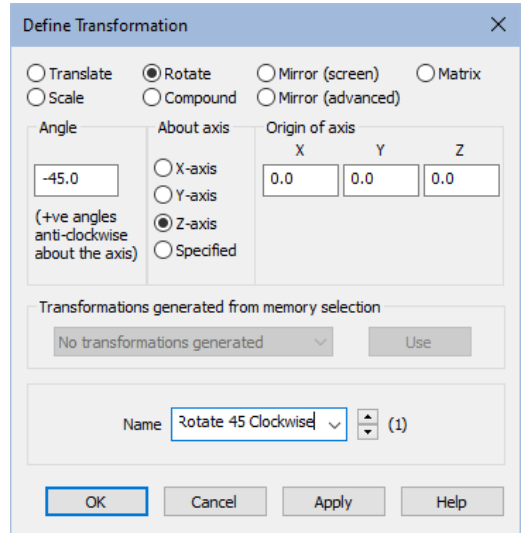 Define Transformation
Translate Rotate Mirror (screen) Matrix
Scale Compound Mirror (advanced)
Angle About axis Origin of axis
X Y Z
-45.0 X-axis 0.0 0.0 0.0
Y-axis
(+ve angles
anti-clockwise
about the axis)
Z-axis
Specified
Transformations generated from memory selection
No transformations generated Use
Name Rotate 45 Clockwise (1)
OK Cancel Apply Help